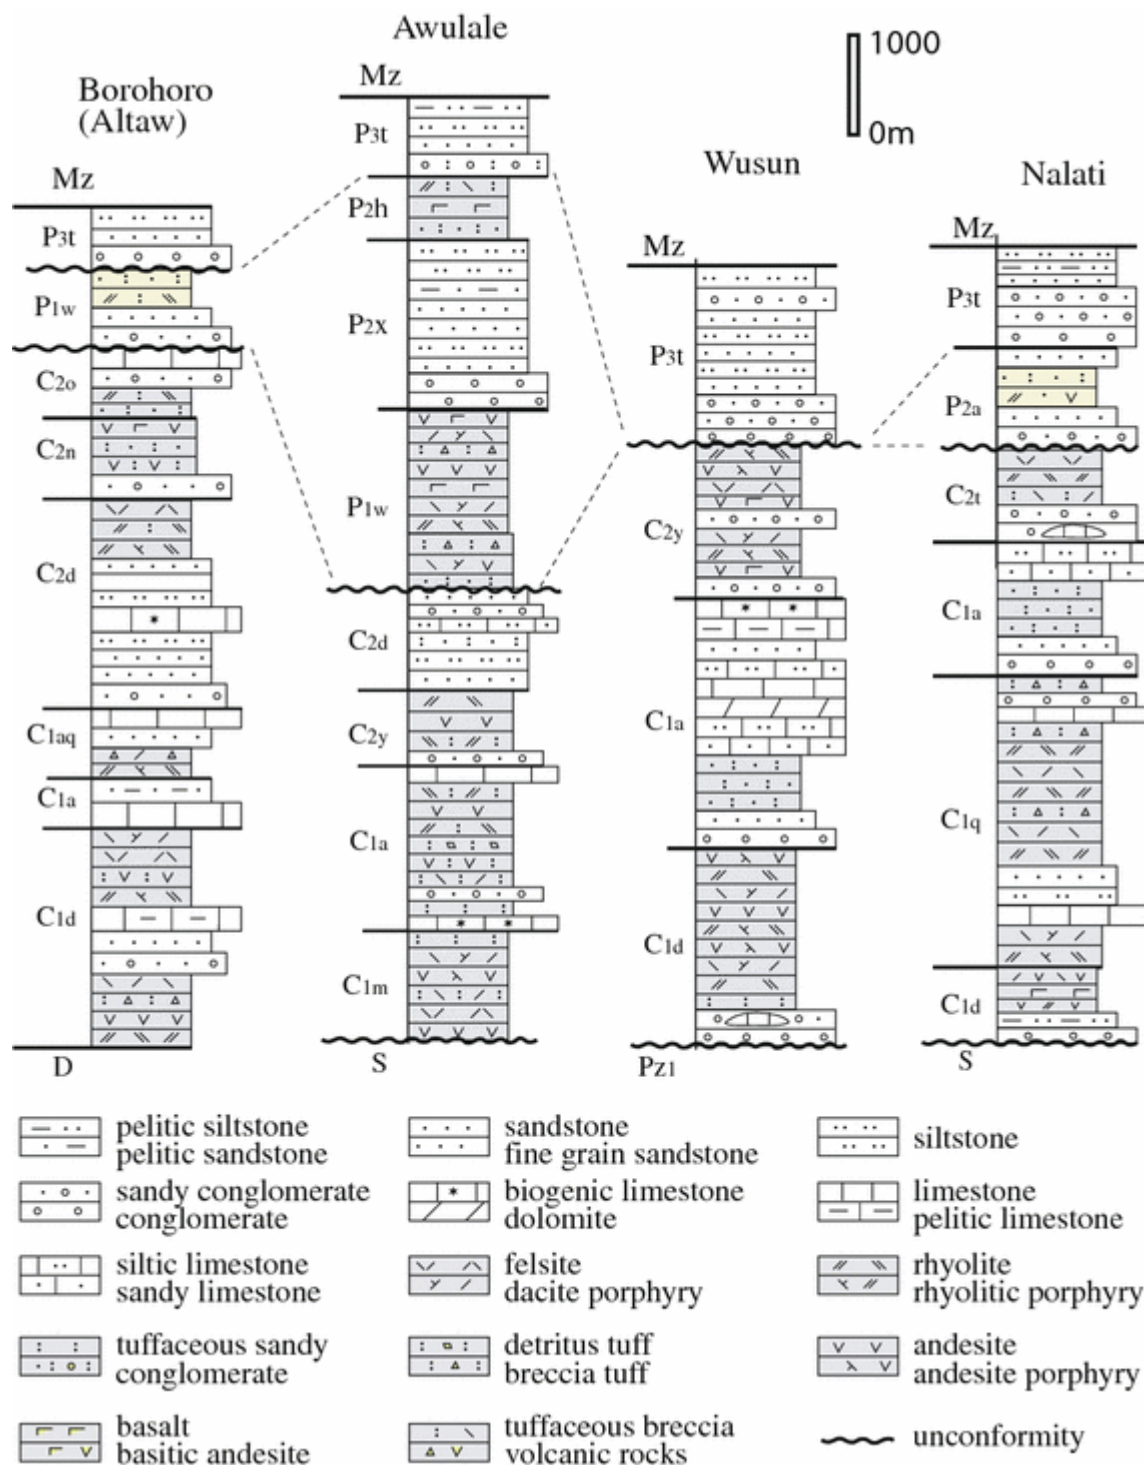 Awulale
1000
0m
Borohoro
(Altaw)
Mz
P3t
P1w
C2o
C2n
C2d
C1aq
C1a
C1d
D
Mz
P3t
P2h
P2x
P1w
C2d
C2y
C1a
C1m
S
Wusun
Mz
P3t
C2y
C1a
C1d
Pz1
Nalati
Mz
P3t
P2a
C2t
C1a
C1q
C1d
S
pelitic siltstone
pelitic sandstone
sandstone
fine grain sandstone
siltstone
sandy conglomerate
conglomerate
biogenic limestone
dolomite
limestone
pelitic limestone
siltic limestone
sandy limestone
felsite
dacite porphyry
rhyolite
rhyolitic porphyry
tuffaceous sandy
conglomerate
detritus tuff
breccia tuff
andesite
andesite porphyry
basalt
basitic andesite
tuffaceous breccia
volcanic rocks
unconformity